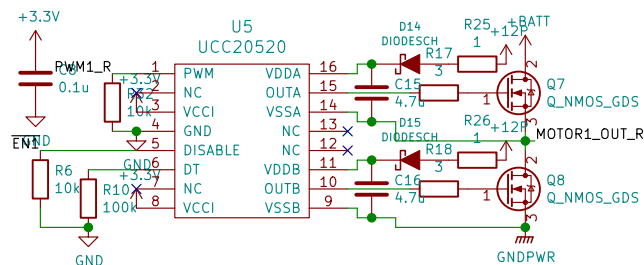 +3.3V
C8
0.1u
GND
PWM1_R
+3.3V
R32
10k
GND
EN1
R6
10k
R10
100k
+3.3V
GND
U5
UCC20520
1 PWM VDDA 16
2 NC OUTA 15
3 VCCI VSSA 14
4 GND NC 13
5 DISABLE NC 12
6 DT VDDB 11
7 NC OUTB 10
8 VCCI VSSB 9
D14
DIODESCH
R25
1
+12P
+BATT
C15
4.7u
R17
3
1
2
3
Q7
Q_NMOS_GDS
MOTOR1_OUT_R
D15
DIODESCH
R26
1
+12P
C16
4.7u
R18
3
1
2
3
Q8
Q_NMOS_GDS
GNDPWR